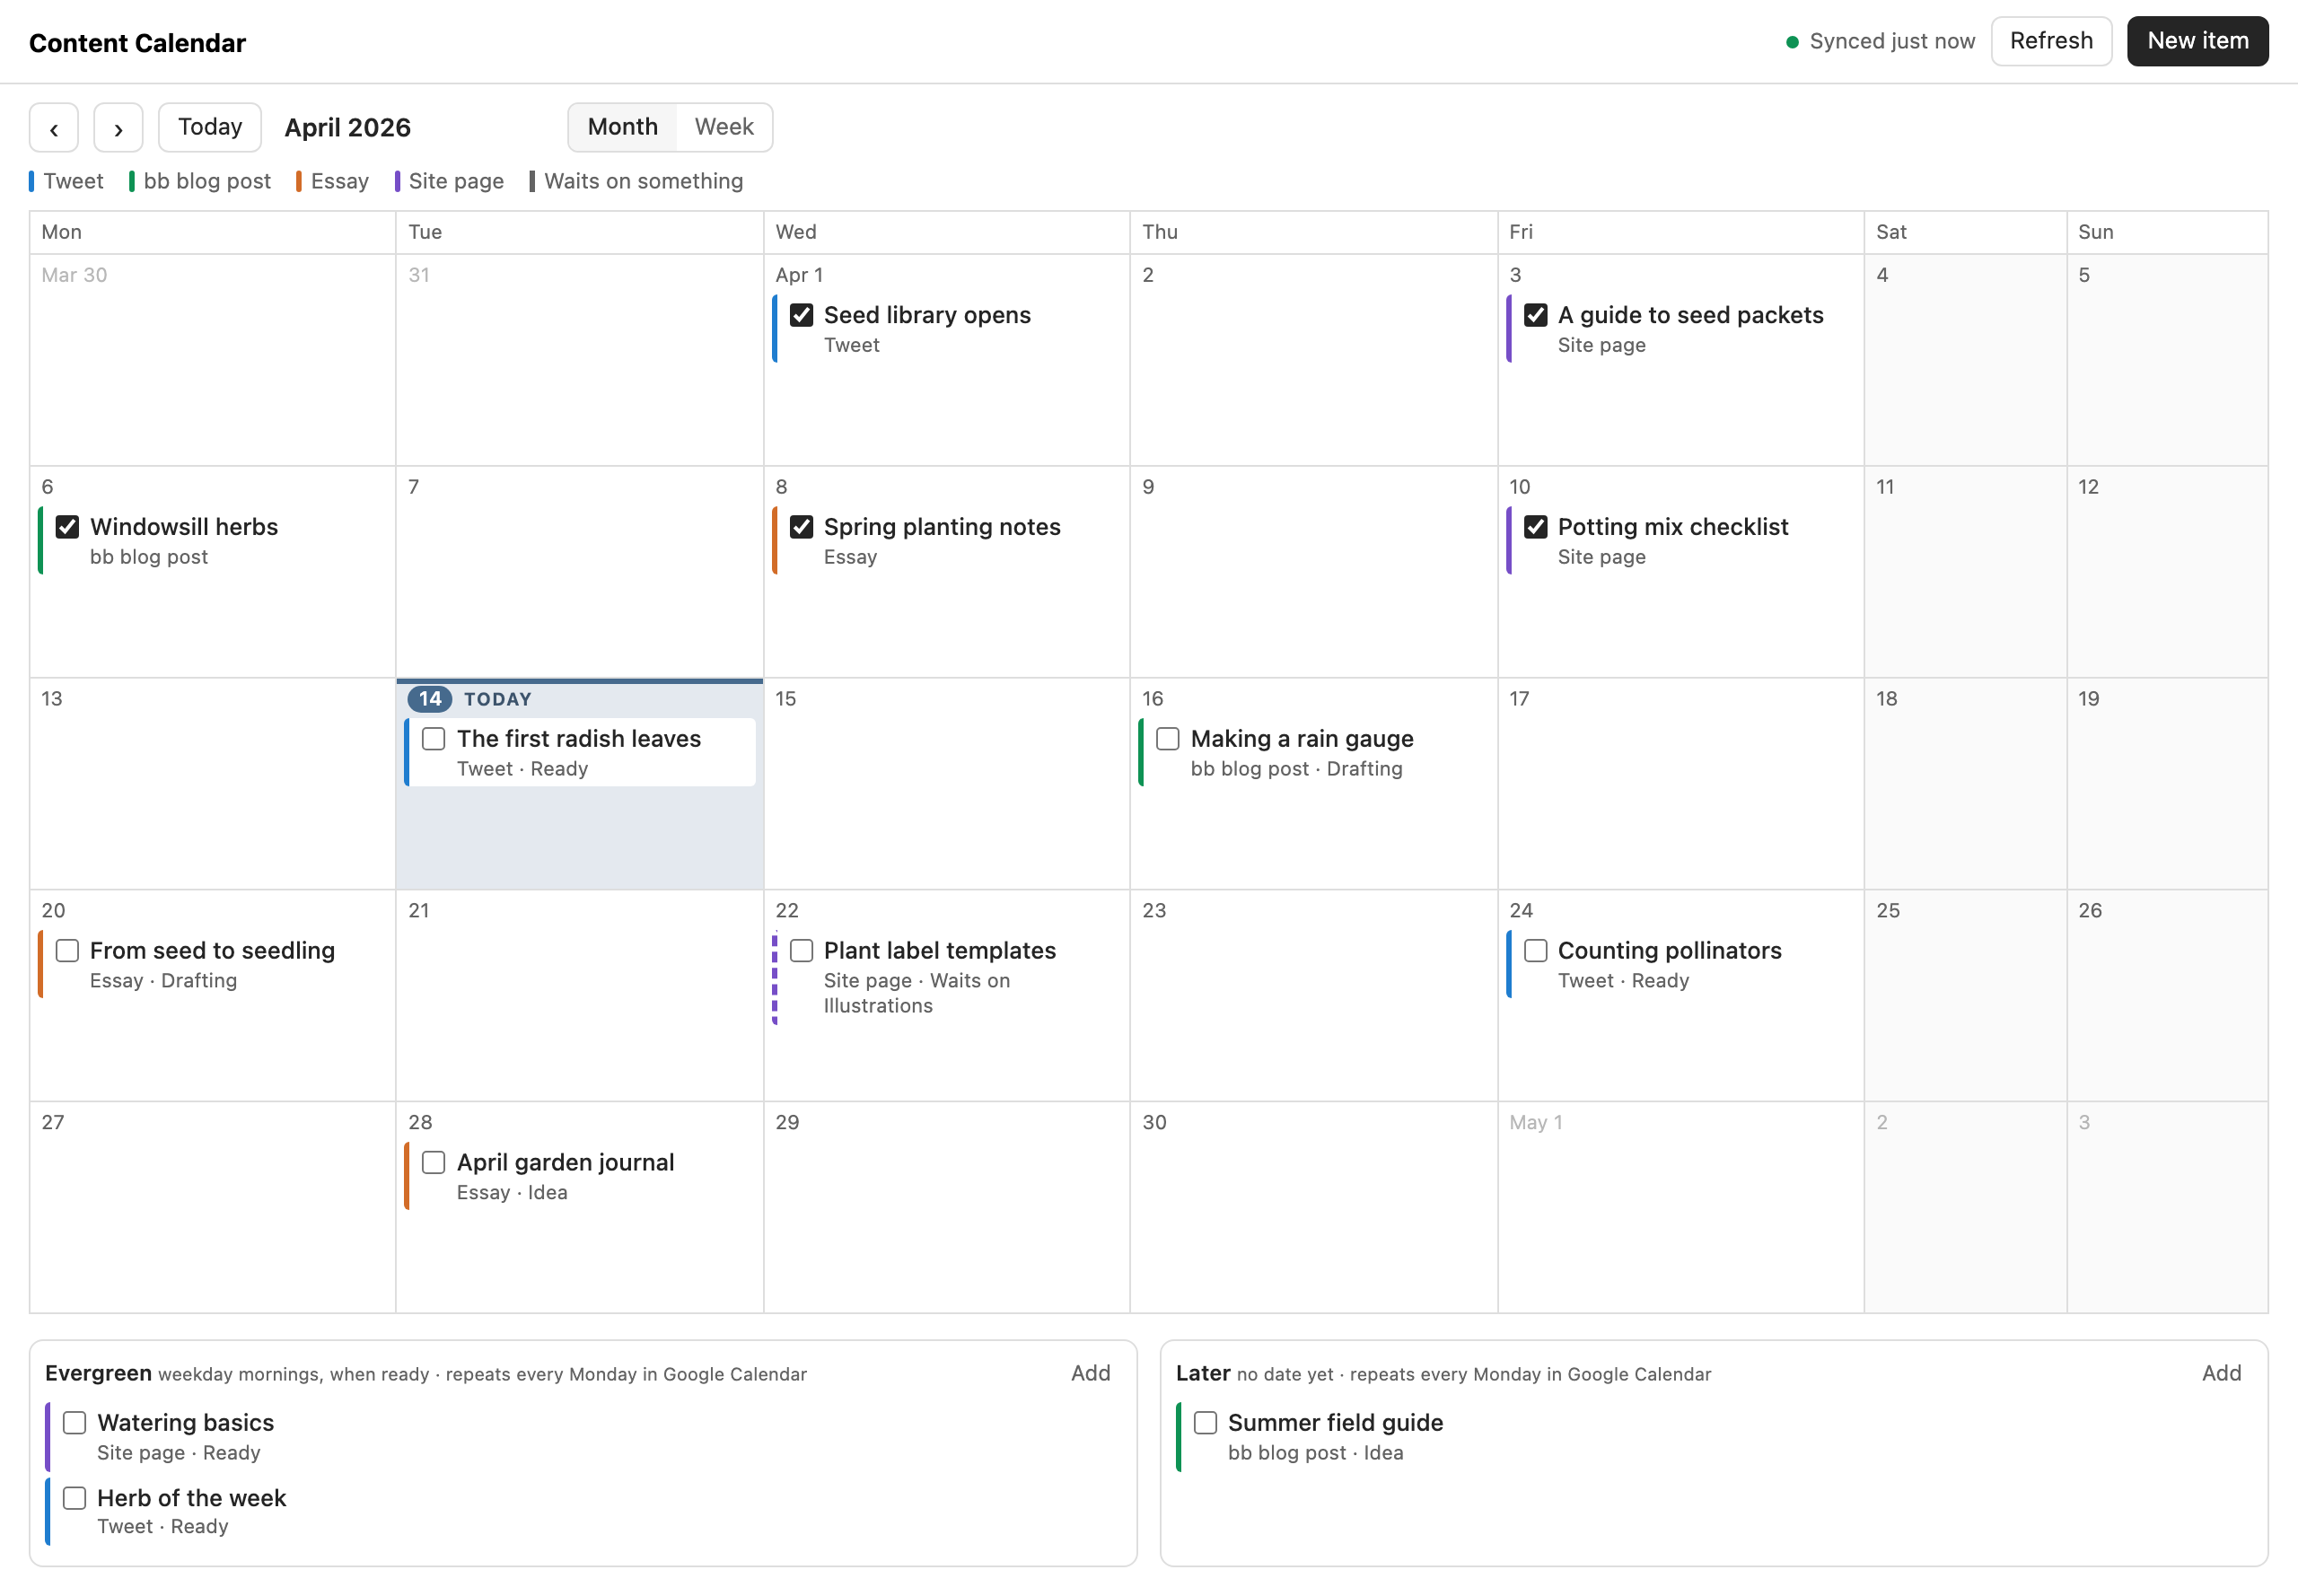 Content Calendar
Synced just now
Refresh
New item
‹
›
Today
April 2026
Month
Week
Tweet
bb blog post
Essay
Site page
Waits on something
Mon
Tue
Wed
Thu
Fri
Sat
Sun
Mar 30
31
Apr 1
Seed library opens
Tweet
2
3
A guide to seed packets
Site page
4
5
6
Windowsill herbs
bb blog post
7
8
Spring planting notes
Essay
9
10
Potting mix checklist
Site page
11
12
13
14 TODAY
The first radish leaves
Tweet · Ready
15
16
Making a rain gauge
bb blog post · Drafting
17
18
19
20
From seed to seedling
Essay · Drafting
21
22
Plant label templates
Site page · Waits on
Illustrations
23
24
Counting pollinators
Tweet · Ready
25
26
27
28
April garden journal
Essay · Idea
29
30
May 1
2
3
Evergreen weekday mornings, when ready · repeats every Monday in Google Calendar
Add
Watering basics
Site page · Ready
Herb of the week
Tweet · Ready
Later no date yet · repeats every Monday in Google Calendar
Add
Summer field guide
bb blog post · Idea